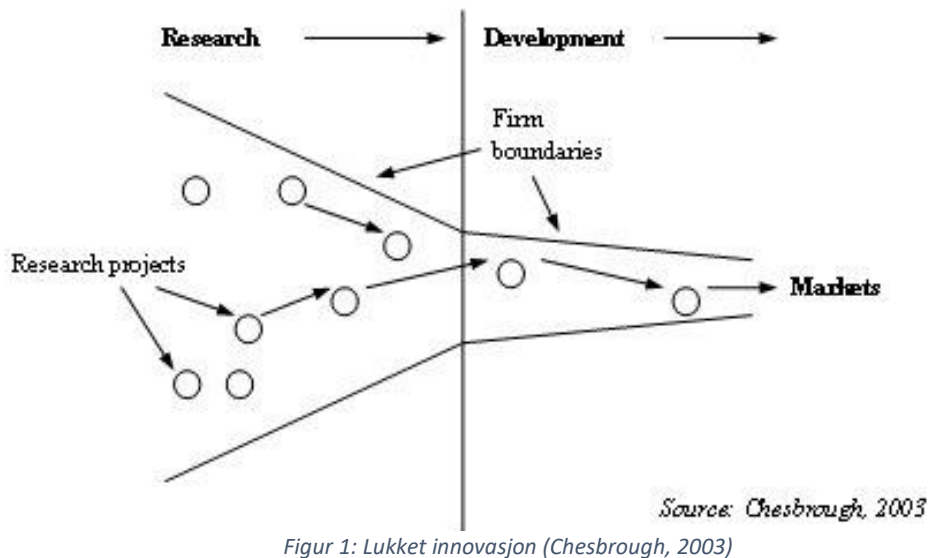 Research
Development
Firm
boundaries
Research projects
Markets
Source: Chesbrough, 2003
Figur 1: Lukket innovasjon (Chesbrough, 2003)